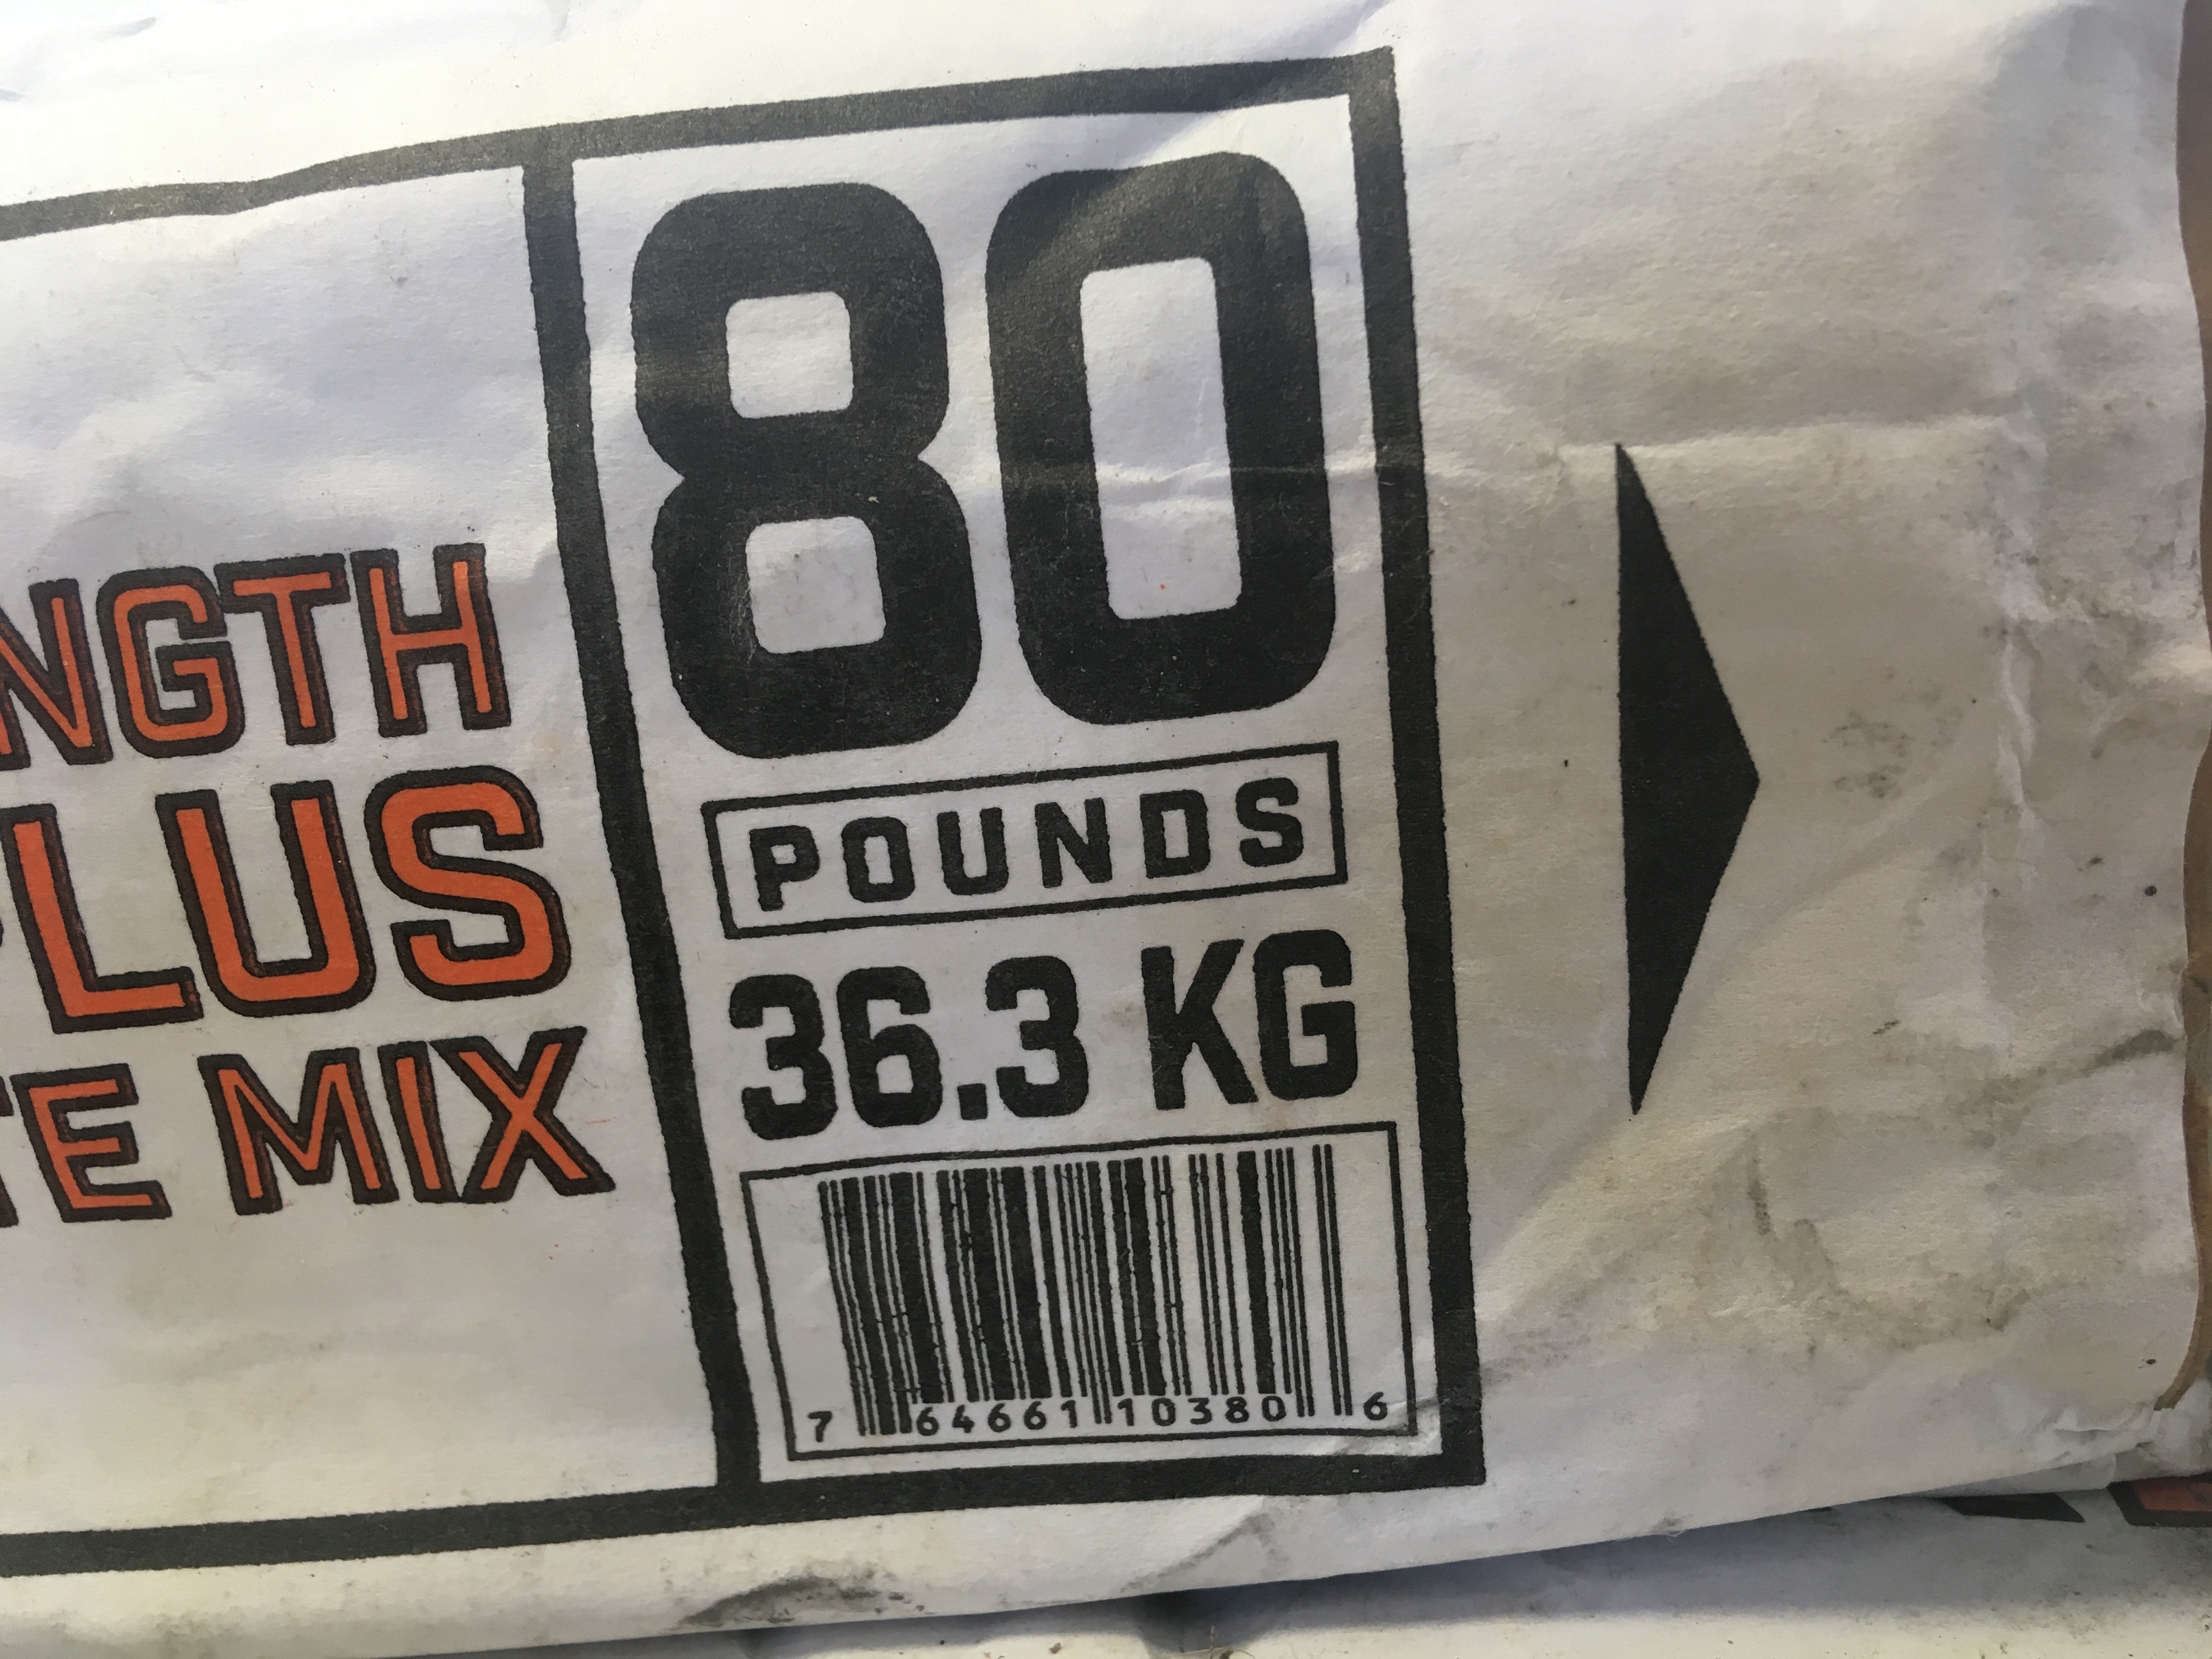 NGTH
PLUS
TE MIX
80
POUNDS
36.3 KG
7 64661 10380 6